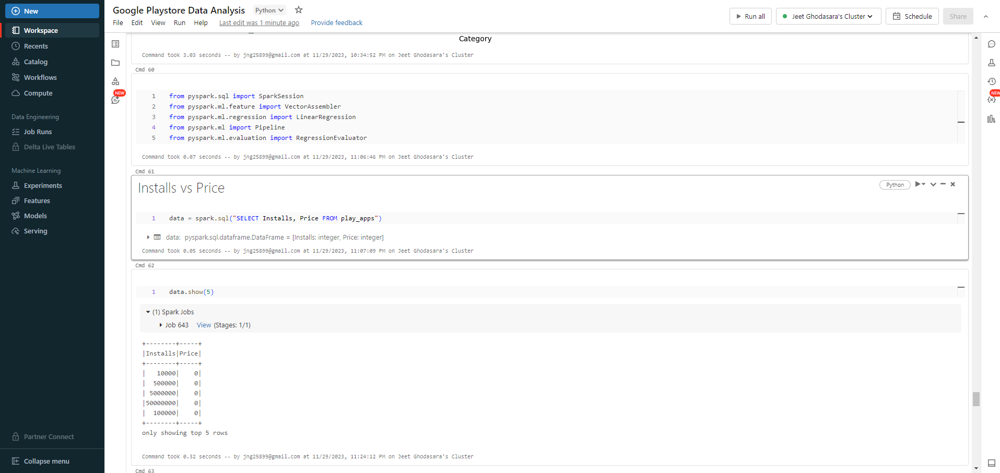 New
Workspace
Recents
Catalog
Workflows
Compute
Data Engineering
Job Runs
Delta Live Tables
Machine Learning
Experiments
Features
Models
Serving
Partner Connect
Collapse menu
Google Playstore Data Analysis Python
File Edit View Run Help Last edit was 1 minute ago Provide feedback
Run all Jeet Ghodasara's Cluster Schedule Share
NEW
NEW
Category
Command took 3.03 seconds -- by jng25899@gmail.com at 11/29/2023, 10:34:52 PM on Jeet Ghodasara's Cluster
Cmd 60
1 from pyspark.sql import SparkSession
2 from pyspark.ml.feature import VectorAssembler
3 from pyspark.ml.regression import LinearRegression
4 from pyspark.ml import Pipeline
5 from pyspark.ml.evaluation import RegressionEvaluator
Command took 0.07 seconds -- by jng25899@gmail.com at 11/29/2023, 11:06:46 PM on Jeet Ghodasara's Cluster
Cmd 61
Installs vs Price
Python
1 data = spark.sql("SELECT Installs, Price FROM play_apps")
data: pyspark.sql.dataframe.DataFrame = [Installs: integer, Price: integer]
Command took 0.05 seconds -- by jng25899@gmail.com at 11/29/2023, 11:07:09 PM on Jeet Ghodasara's Cluster
Cmd 62
1 data.show(5)
(1) Spark Jobs
Job 643 View (Stages: 1/1)
+--------+-----+
|Installs|Price|
+--------+-----+
|   10000|    0|
|  500000|    0|
| 5000000|    0|
|50000000|    0|
|  100000|    0|
+--------+-----+
only showing top 5 rows
Command took 0.32 seconds -- by jng25899@gmail.com at 11/29/2023, 11:24:12 PM on Jeet Ghodasara's Cluster
Cmd 63